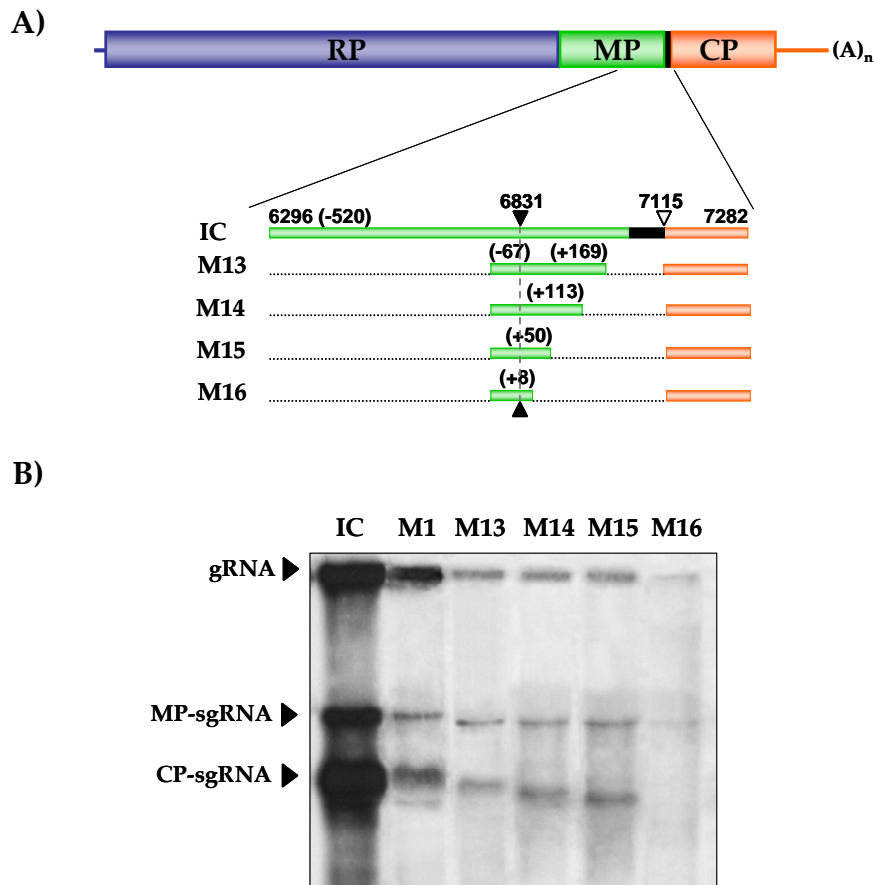 A)
RP MP CP (A)n
6831 7115
6296 (-520) 7282
IC
(-67) (+169)
M13
(+113)
M14
(+50)
M15
(+8)
M16
B)
IC M1 M13 M14 M15 M16
gRNA
MP-sgRNA
CP-sgRNA